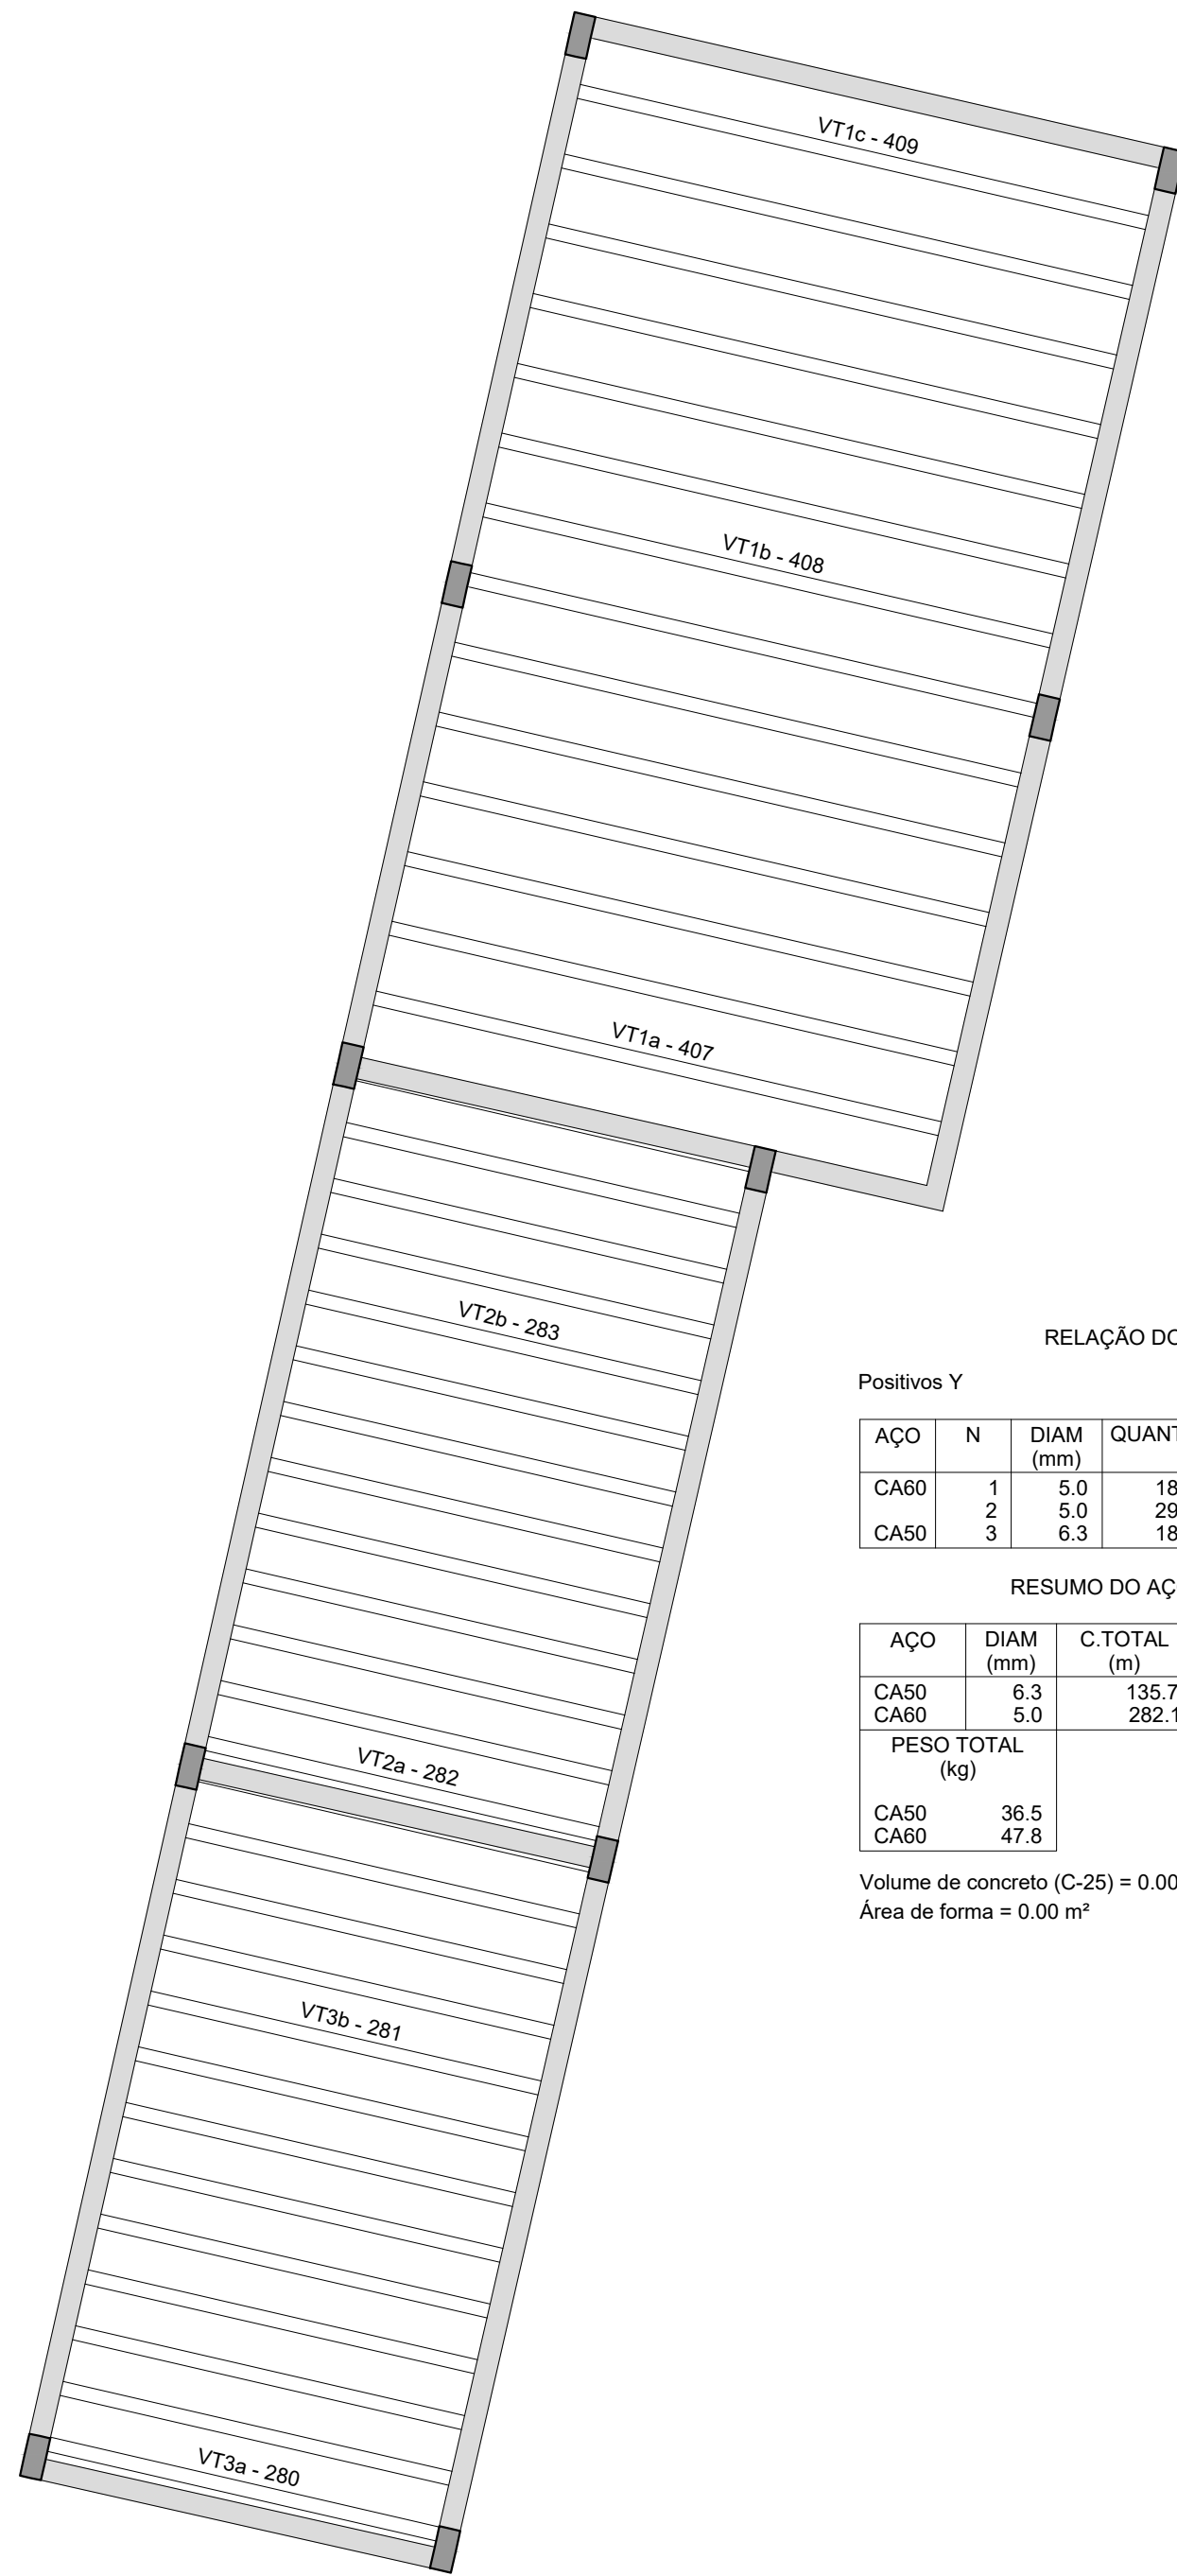 VT1c - 409
VT1b - 408
VT1a - 407
VT2b - 283
VT2a - 282
VT3b - 281
VT3a - 280
RELAÇÃO
Positivos Y
AÇO N DIAM QUANT
(mm)
CA60 1 5.0 18
2 5.0 29
CA50 3 6.3 18
RESUMO DO
AÇO DIAM C.TOTAL
(mm) (m)
CA50 6.3 135.7
CA60 5.0 282.1
PESO TOTAL
(kg)
CA50 36.5
CA60 47.8
Volume de concreto (C-25) = 0.00
Área de forma = 0.00 m²